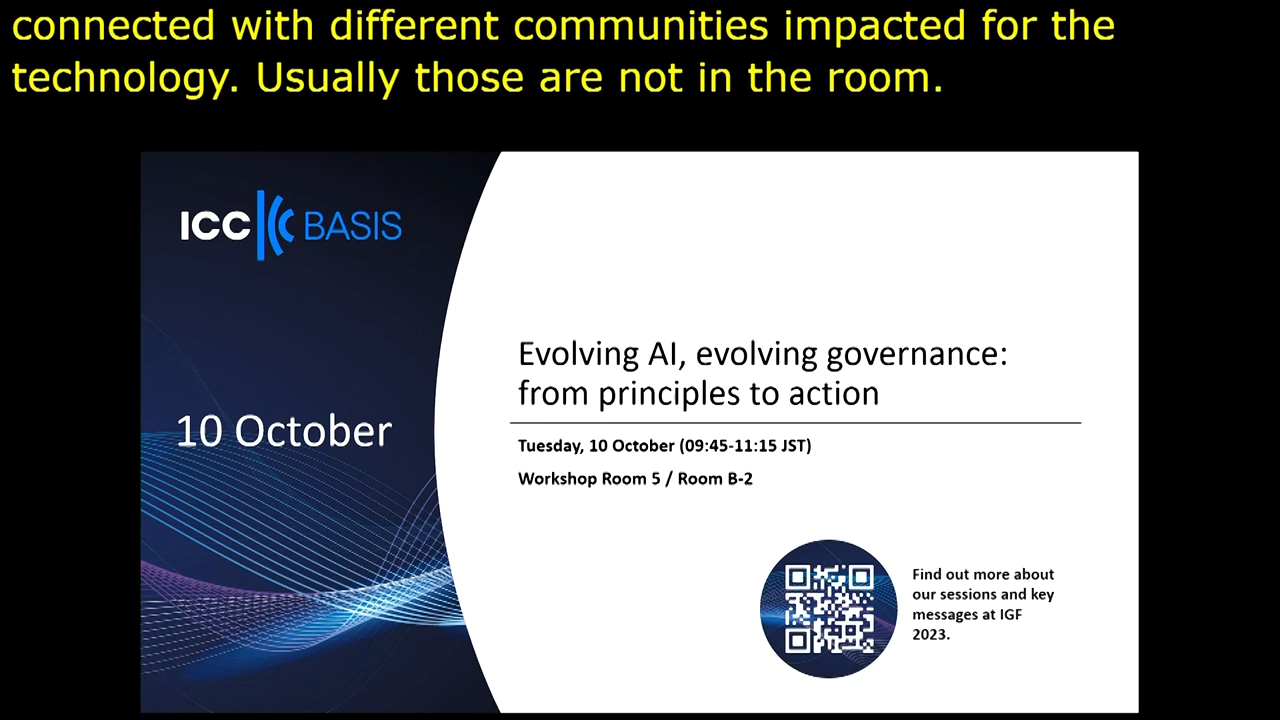 connected with different communities impacted for the
technology. Usually those are not in the room.
ICC BASIS
10 October
Evolving AI, evolving governance:
from principles to action
Tuesday, 10 October (09:45-11:15 JST)
Workshop Room 5 / Room B-2
Find out more about
our sessions and key
messages at IGF
2023.